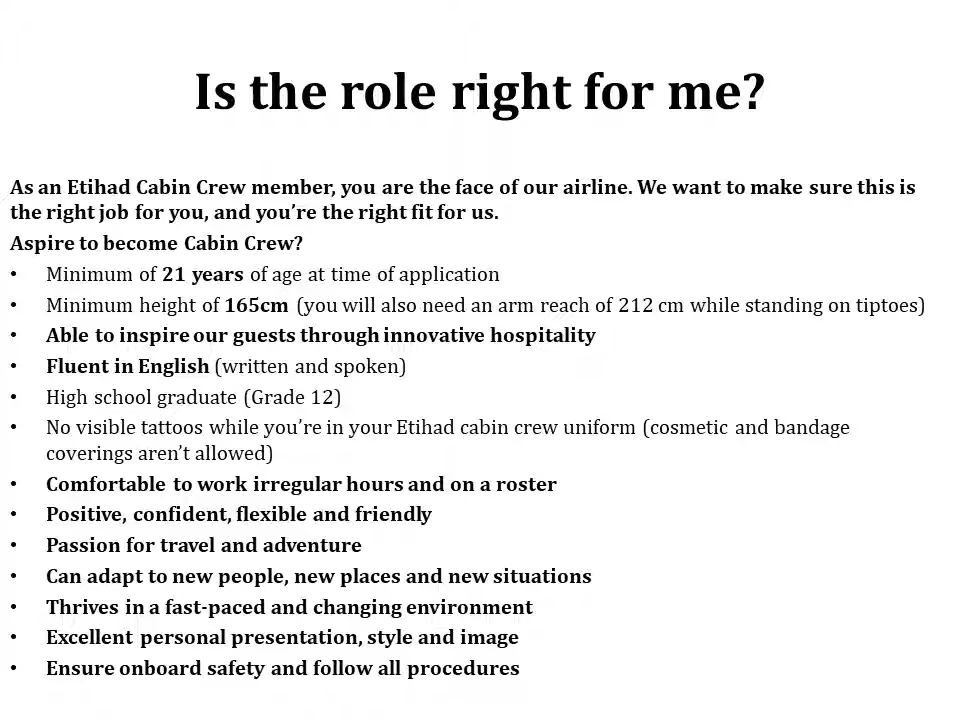 Is the role right for me?
As an Etihad Cabin Crew member, you are the face of our airline. We want to make sure this is
the right job for you, and you’re the right fit for us.
Aspire to become Cabin Crew?
• Minimum of 21 years of age at time of application
• Minimum height of 165cm (you will also need an arm reach of 212 cm while standing on tiptoes)
• Able to inspire our guests through innovative hospitality
• Fluent in English (written and spoken)
• High school graduate (Grade 12)
• No visible tattoos while you’re in your Etihad cabin crew uniform (cosmetic and bandage
coverings aren’t allowed)
• Comfortable to work irregular hours and on a roster
• Positive, confident, flexible and friendly
• Passion for travel and adventure
• Can adapt to new people, new places and new situations
• Thrives in a fast-paced and changing environment
• Excellent personal presentation, style and image
• Ensure onboard safety and follow all procedures